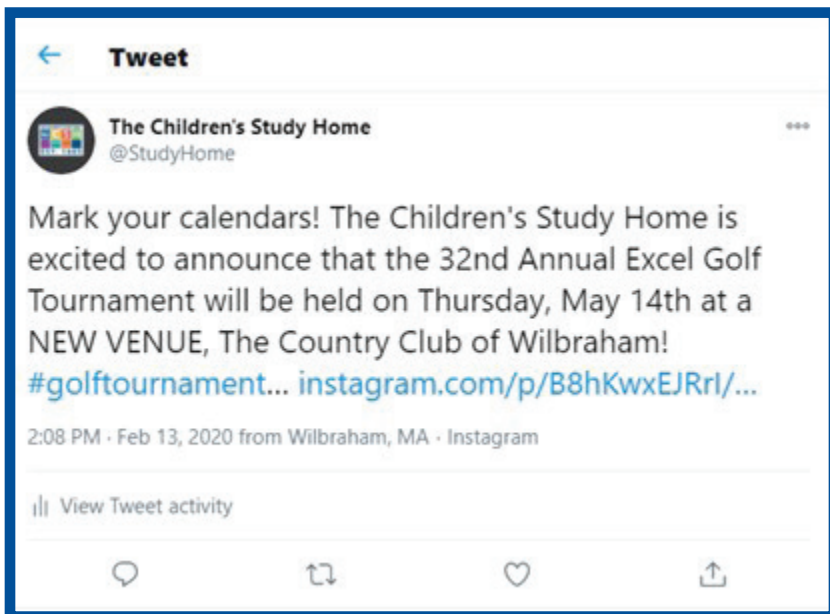 Tweet
The Children's Study Home
@StudyHome
Mark your calendars! The Children's Study Home is
excited to announce that the 32nd Annual Excel Golf
Tournament will be held on Thursday, May 14th at a
NEW VENUE, The Country Club of Wilbraham!
#golftournament... instagram.com/p/B8hKwxEJRrI/...
2:08 PM · Feb 13, 2020 from Wilbraham, MA · Instagram
View Tweet activity